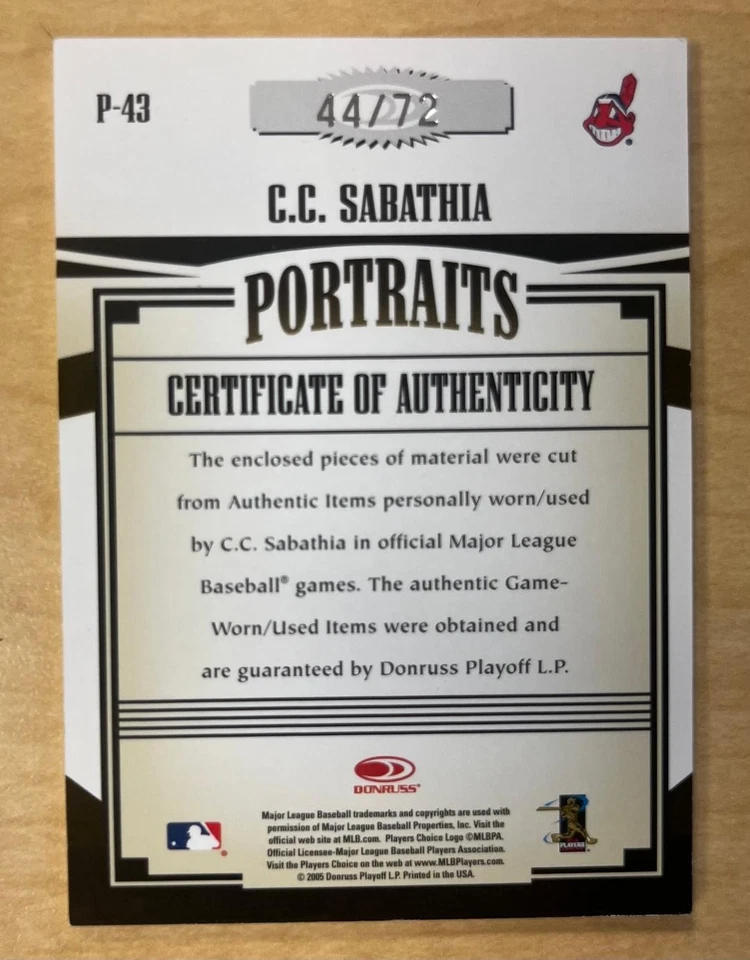 P-43
44/72
C.C. SABATHIA
PORTRAITS
CERTIFICATE OF AUTHENTICITY
The enclosed pieces of material were cut
from Authentic Items personally worn/used
by C.C. Sabathia in official Major League
Baseball® games. The authentic Game-
Worn/Used Items were obtained and
are guaranteed by Donruss Playoff L.P.
DONRUSS
Major League Baseball trademarks and copyrights are used with
permission of Major League Baseball Properties, Inc. Visit the
official web site at MLB.com. Players Choice Logo ©MLBPA.
Official Licensee-Major League Baseball Players Association.
Visit the Players Choice on the web at www.MLBPlayers.com.
© 2005 Donruss Playoff L.P. Printed in the USA.
PLAYERS